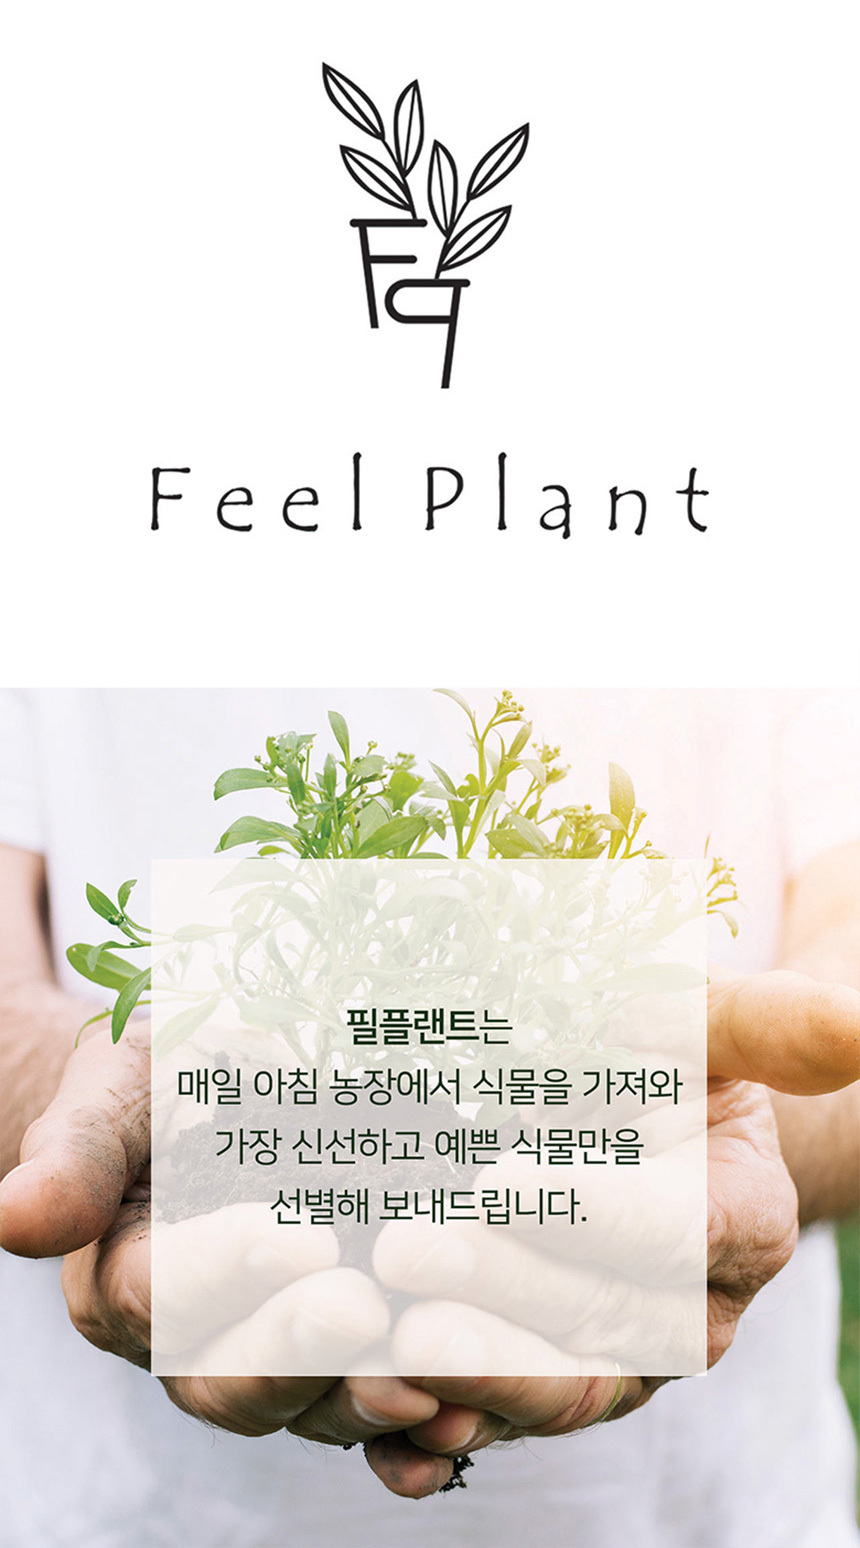 Fq
Feel Plant
필플랜트는
매일 아침 농장에서 식물을 가져와
가장 신선하고 예쁜 식물만을
선별해 보내드립니다.